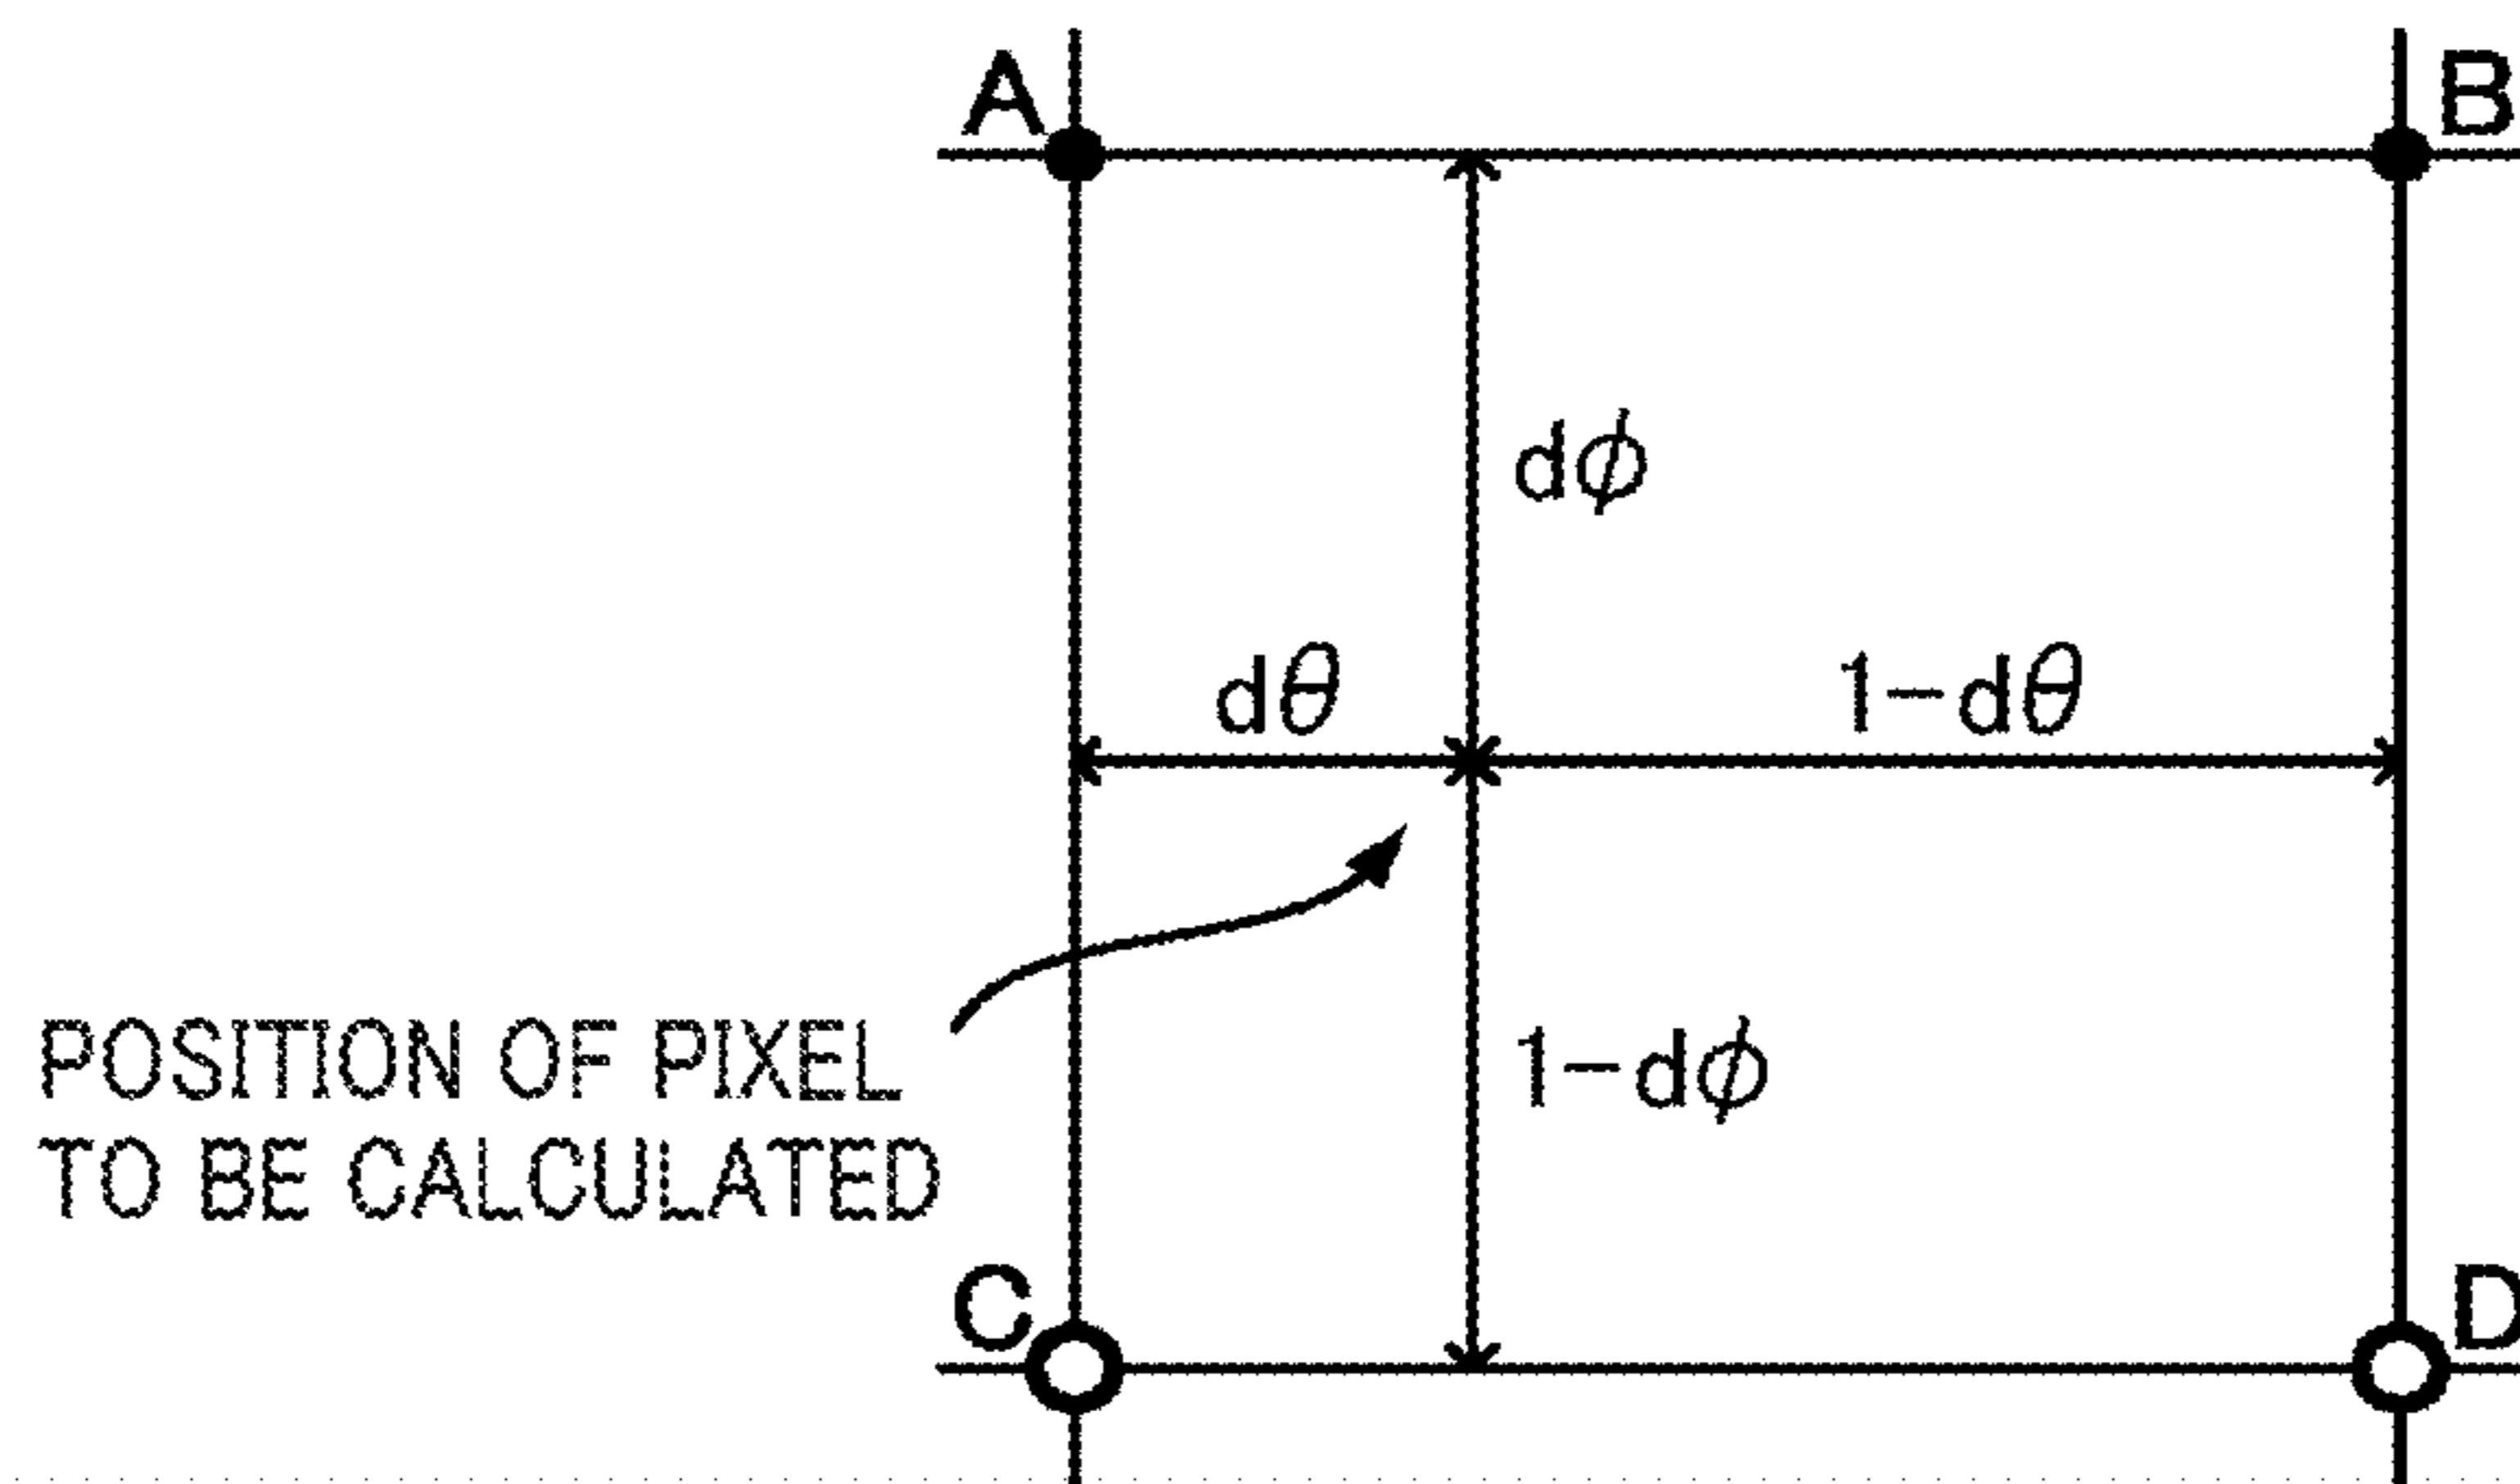 A
B
dϕ
dθ
1-dθ
POSITION OF PIXEL
TO BE CALCULATED
1-dϕ
C
D